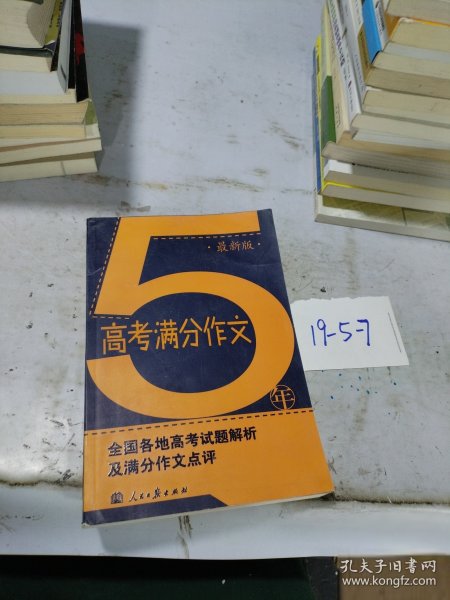 ·最新版·
5
高考满分作文
年
全国各地高考试题解析
及满分作文点评
人民日报出版社
19-5-7
孔夫子旧书网
www.kongfz.com